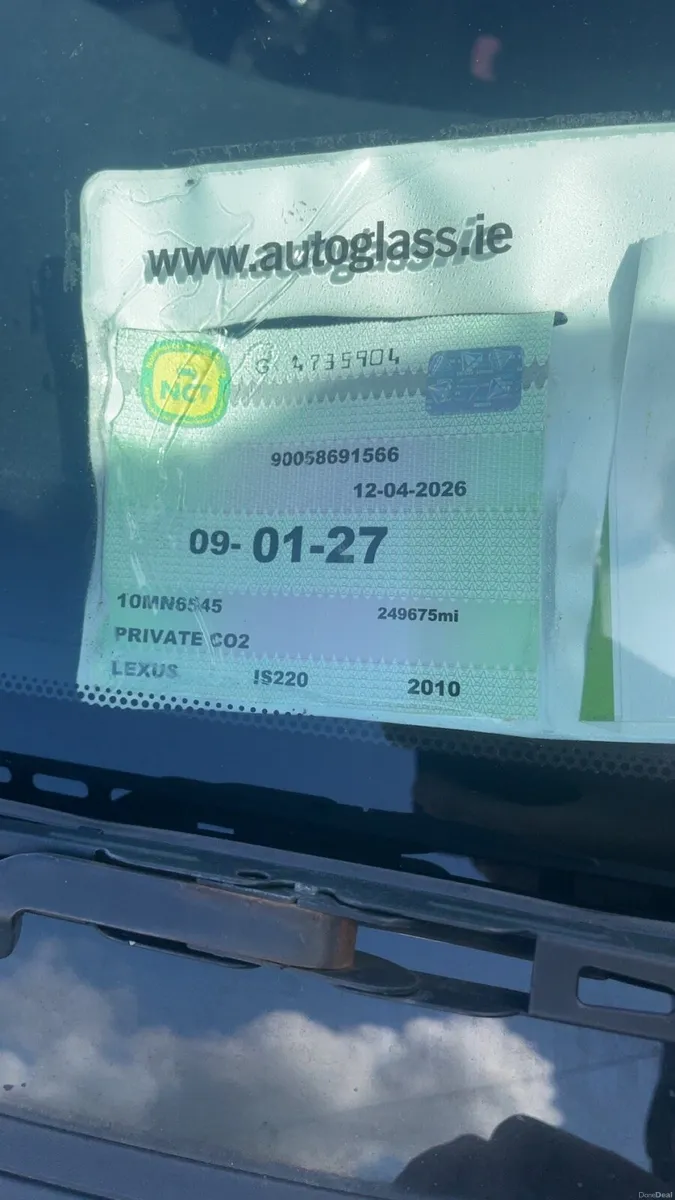 www.autoglass.ie
NCT
G 4735904
90058691566
12-04-2026
09-01-27
10MN6545
249675mi
PRIVATE CO2
LEXUS IS220 2010
DoneDeal